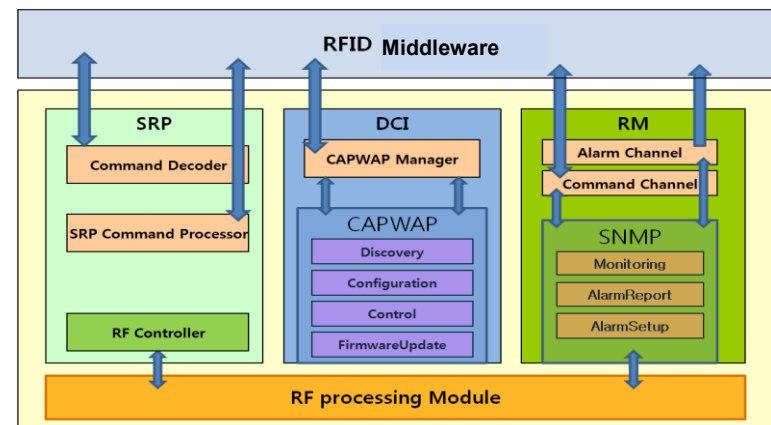 RFID Middleware
SRP
Command Decoder
SRP Command Processor
RF Controller
DCI
CAPWAP Manager
CAPWAP
Discovery
Configuration
Control
FirmwareUpdate
RM
Alarm Channel
Command Channel
SNMP
Monitoring
AlarmReport
AlarmSetup
RF processing Module